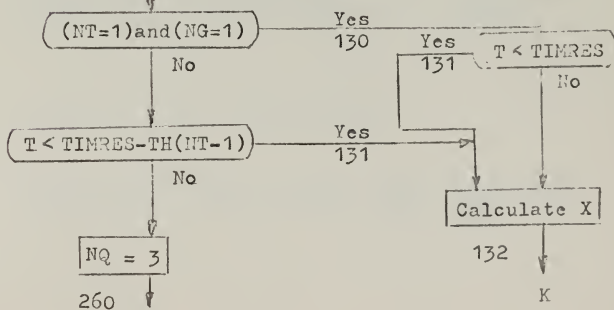 (NT=1)and(NG=1)
Yes
130
Yes
131
T < TIMRES
No
No
T < TIMRES-TH(NT-1)
Yes
131
No
Calculate X
NQ = 3
132
260
K